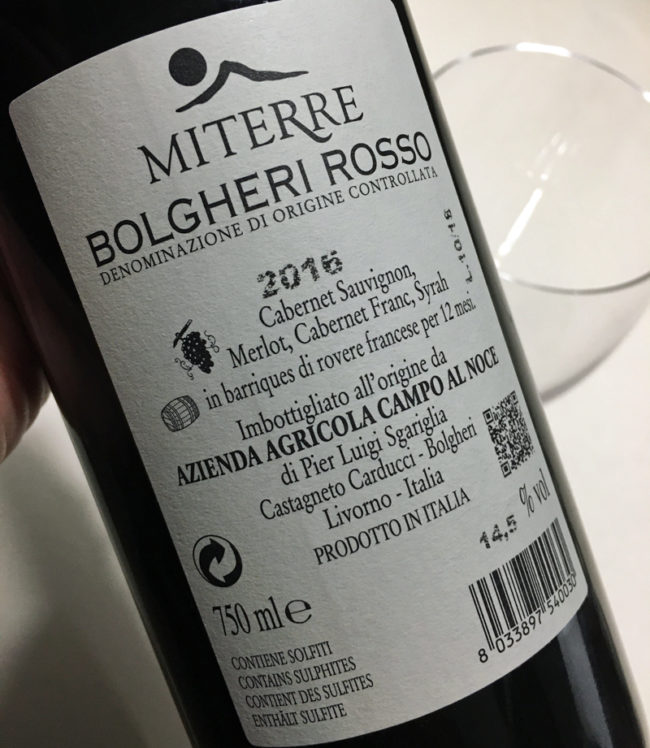 MITERRE
BOLGHERI ROSSO
DENOMINAZIONE DI ORIGINE CONTROLLATA
2016
Cabernet Sauvignon,
Merlot, Cabernet Franc, Syrah
in barriques di rovere francese per 12 mesi.
Imbottigliato all'origine da
AZIENDA AGRICOLA CAMPO AL NOCE
di Pier Luigi Sgariglia
Castagneto Carducci - Bolgheri
Livorno - Italia
PRODOTTO IN ITALIA
14,5 % vol
750 ml e
CONTIENE SOLFITI
CONTAINS SULPHITES
CONTIENT DES SULFITES
ENTHÄLT SULFITE
8 033897 540030